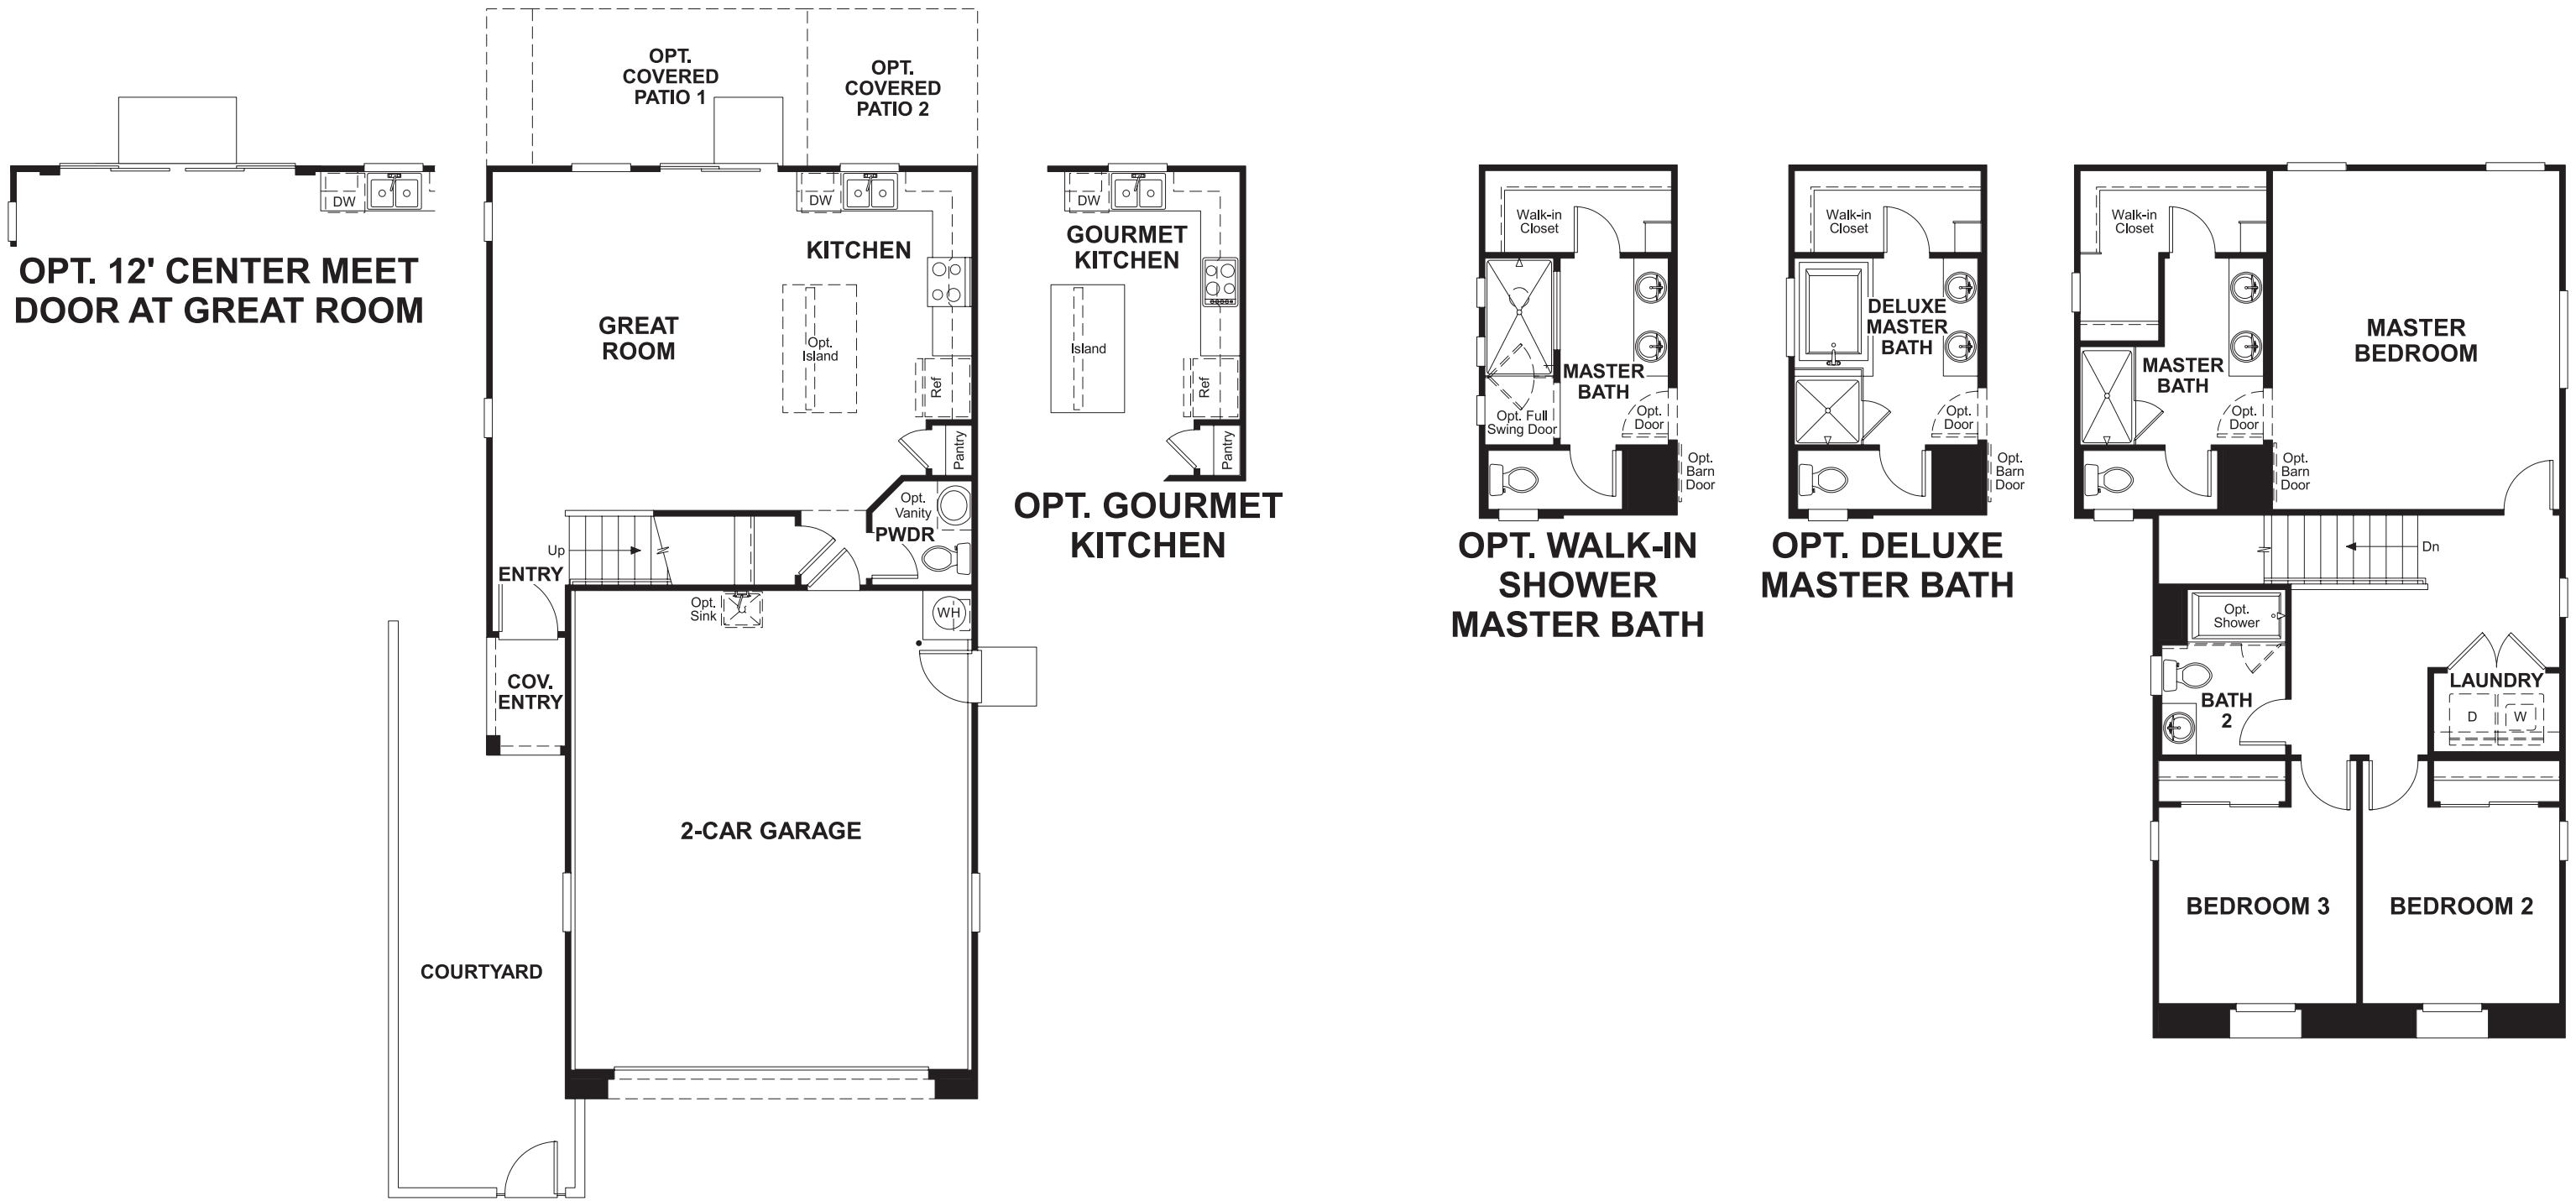 OPT.
COVERED
PATIO 1
OPT.
COVERED
PATIO 2
DW
OPT. 12' CENTER MEET
DOOR AT GREAT ROOM
DW
KITCHEN
GREAT
ROOM
Opt.
Island
Ref
Pantry
Opt.
Vanity
PWDR
Up
ENTRY
Opt.
Sink
WH
COV.
ENTRY
2-CAR GARAGE
COURTYARD
DW
GOURMET
KITCHEN
Island
Ref
Pantry
OPT. GOURMET
KITCHEN
Walk-in
Closet
MASTER
BATH
Opt. Full
Swing Door
Opt.
Door
Opt.
Barn
Door
OPT. WALK-IN
SHOWER
MASTER BATH
Walk-in
Closet
DELUXE
MASTER
BATH
Opt.
Door
Opt.
Barn
Door
OPT. DELUXE
MASTER BATH
Walk-in
Closet
MASTER
BEDROOM
MASTER
BATH
Opt.
Door
Opt.
Barn
Door
Dn
Opt.
Shower
LAUNDRY
BATH
2
D
W
BEDROOM 3
BEDROOM 2